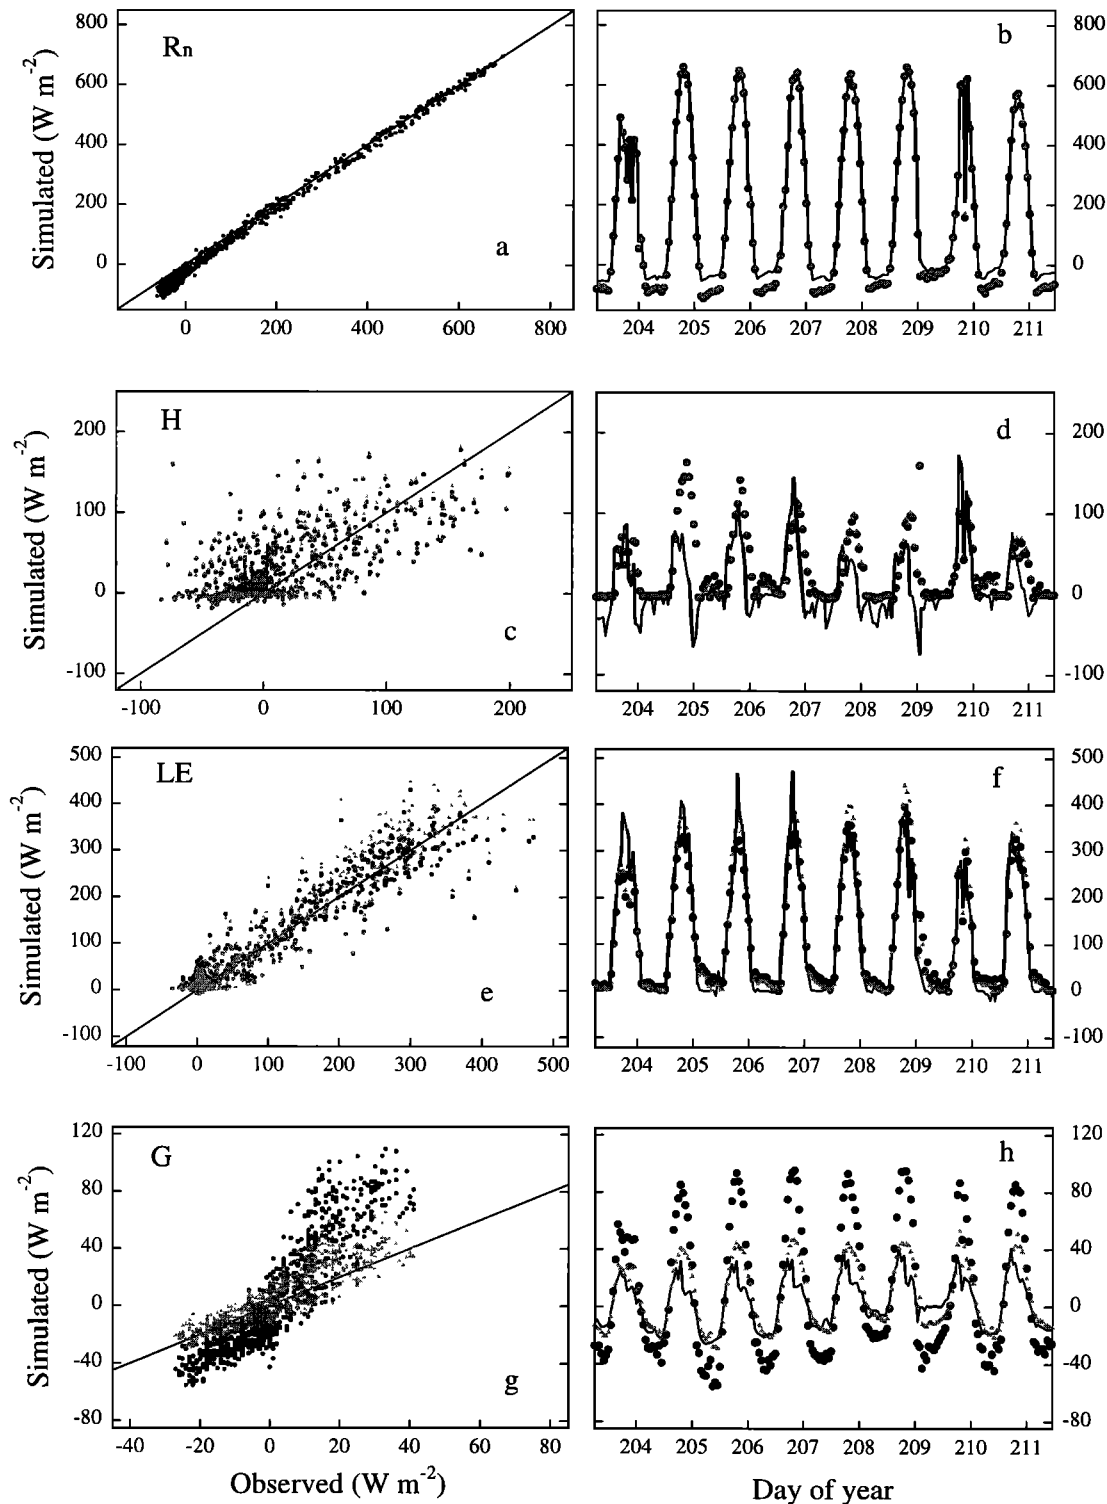 800
600
400
200
0
Simulated (W m⁻²)
Rn
a
0 200 400 600 800
b
800
600
400
200
0
204 205 206 207 208 209 210 211
200
100
0
-100
Simulated (W m⁻²)
H
c
-100 0 100 200
d
200
100
0
-100
204 205 206 207 208 209 210 211
500
400
300
200
100
0
-100
Simulated (W m⁻²)
LE
e
-100 0 100 200 300 400 500
f
500
400
300
200
100
0
-100
204 205 206 207 208 209 210 211
120
80
40
0
-40
-80
Simulated (W m⁻²)
G
g
-40 -20 0 20 40 60 80
Observed (W m⁻²)
h
120
80
40
0
-40
-80
204 205 206 207 208 209 210 211
Day of year